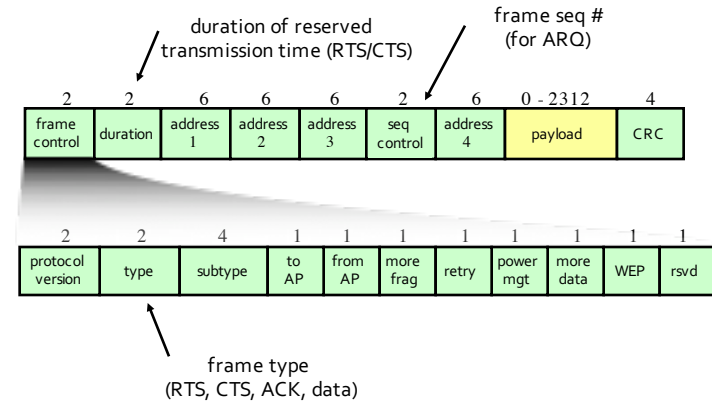 duration of reserved
transmission time (RTS/CTS)
frame seq #
(for ARQ)
2 2 6 6 6 2 6 0 - 2312 4
frame control duration address 1 address 2 address 3 seq control address 4 payload CRC
2 2 4 1 1 1 1 1 1 1 1
protocol version type subtype to AP from AP more frag retry power mgt more data WEP rsvd
frame type
(RTS, CTS, ACK, data)